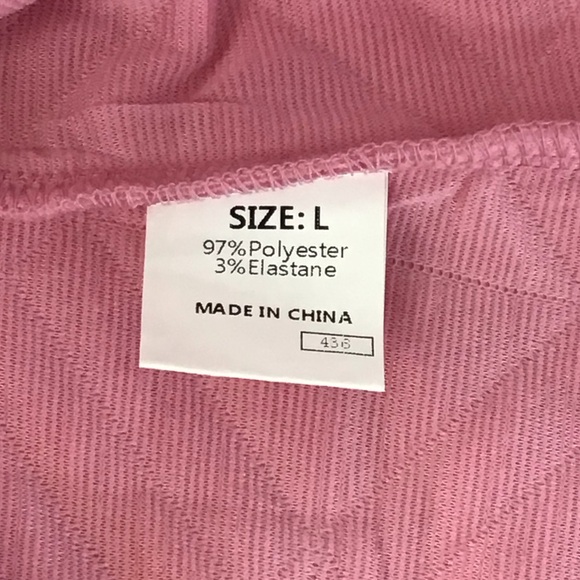 SIZE: L
97%Polyester
3%Elastane
MADE IN CHINA
436